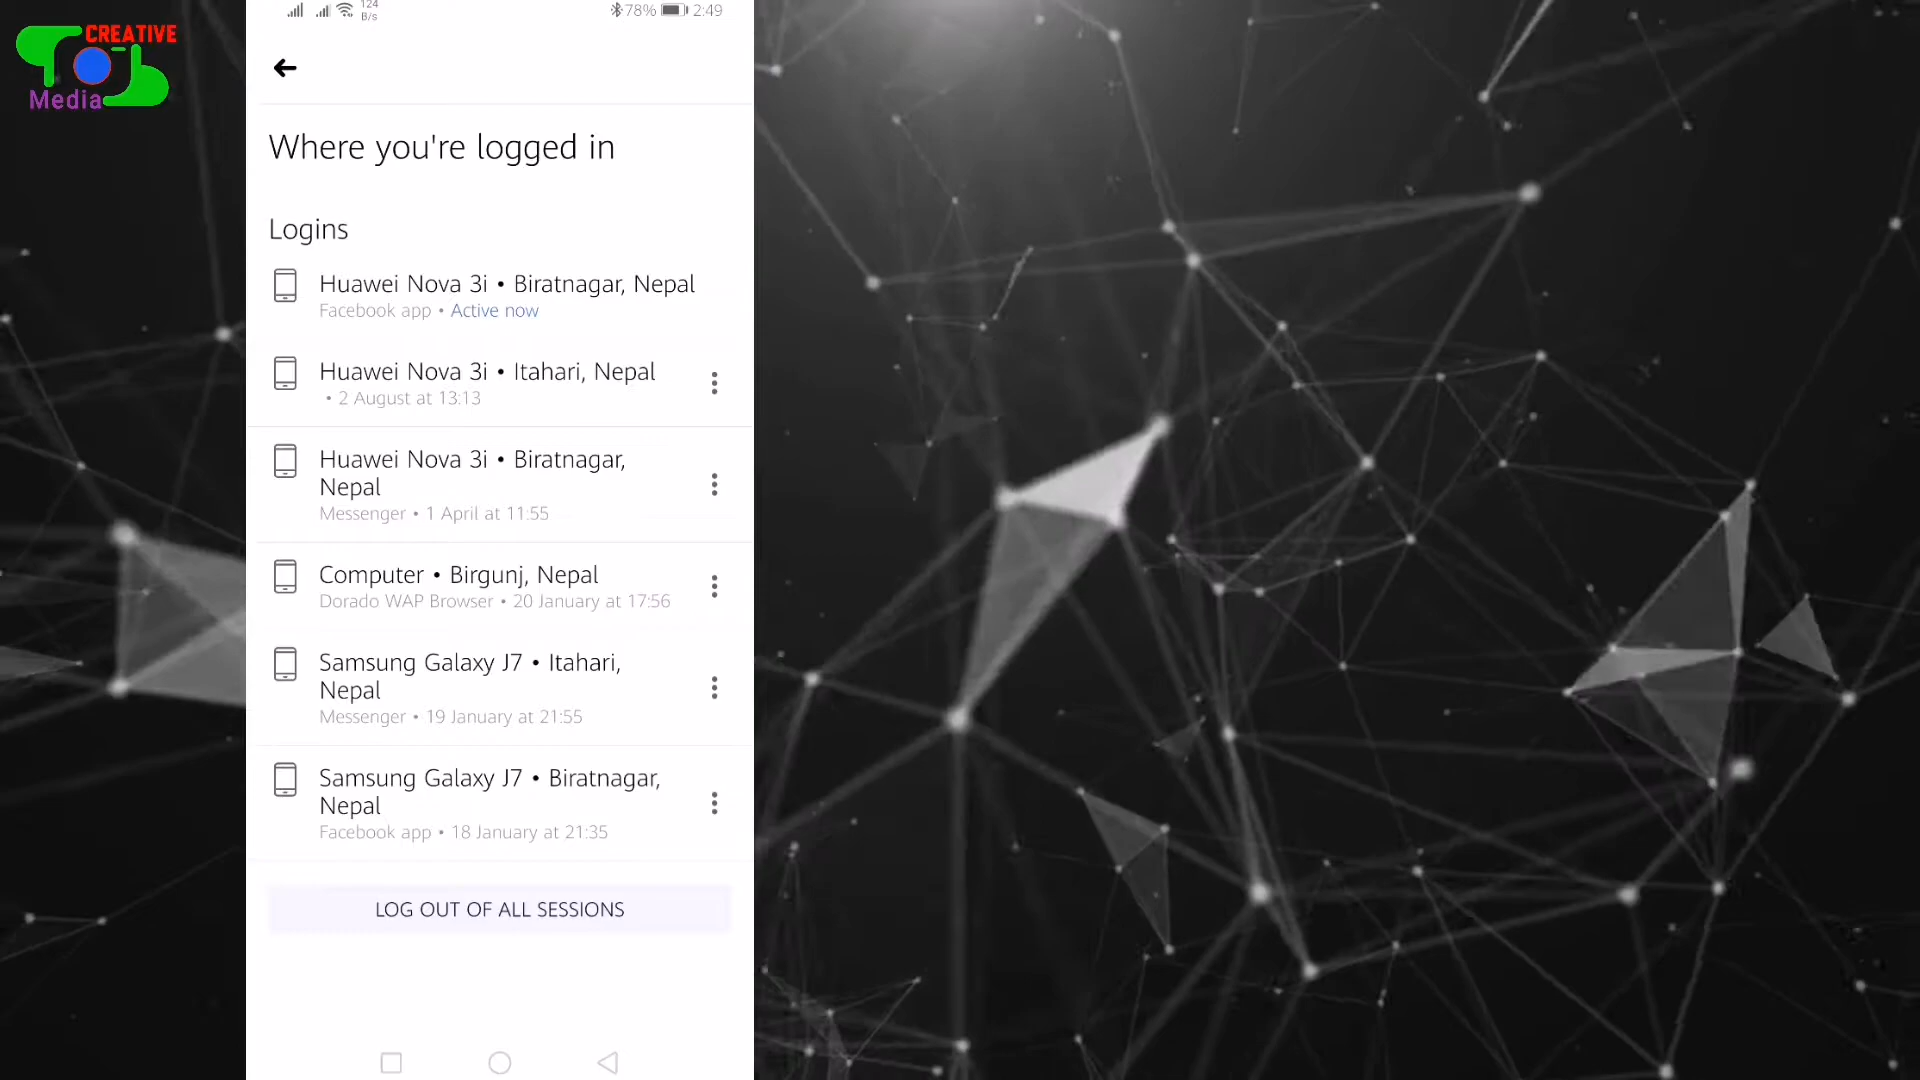 CREATIVE
Media
124
B/s
78%
2:49
Where you're logged in
Logins
Huawei Nova 3i • Biratnagar, Nepal
Facebook app • Active now
Huawei Nova 3i • Itahari, Nepal
• 2 August at 13:13
Huawei Nova 3i • Biratnagar,
Nepal
Messenger • 1 April at 11:55
Computer • Birgunj, Nepal
Dorado WAP Browser • 20 January at 17:56
Samsung Galaxy J7 • Itahari,
Nepal
Messenger • 19 January at 21:55
Samsung Galaxy J7 • Biratnagar,
Nepal
Facebook app • 18 January at 21:35
LOG OUT OF ALL SESSIONS